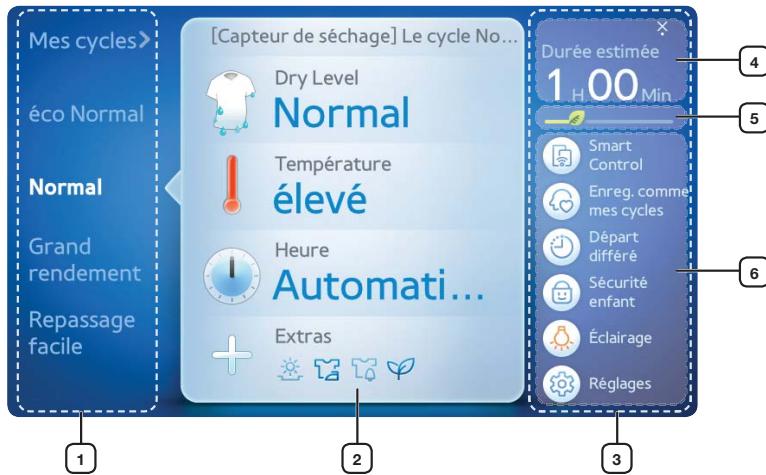 Mes cycles
éco Normal
Normal
Grand
rendement
Repassage
facile
[Capteur de séchage] Le cycle No...
Dry Level
Normal
Température
élevé
Heure
Automati...
Extras
Durée estimée
1 H 00 Min
Smart
Control
Enreg. comme
mes cycles
Départ
différé
Sécurité
enfant
Éclairage
Réglages
4
5
6
1
2
3